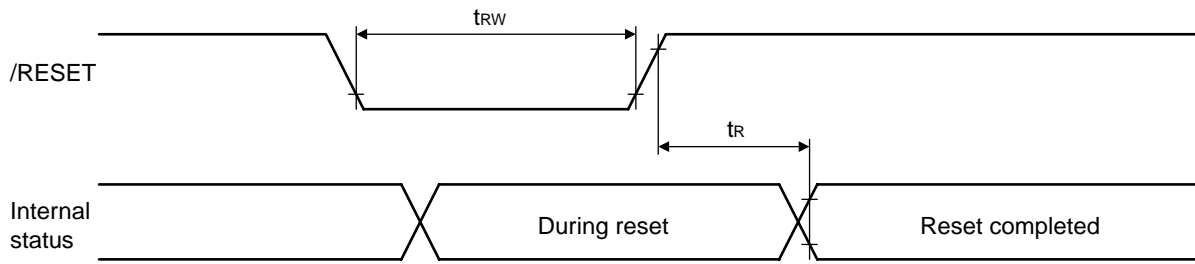 tRW
/RESET
tR
Internal
status
During reset
Reset completed